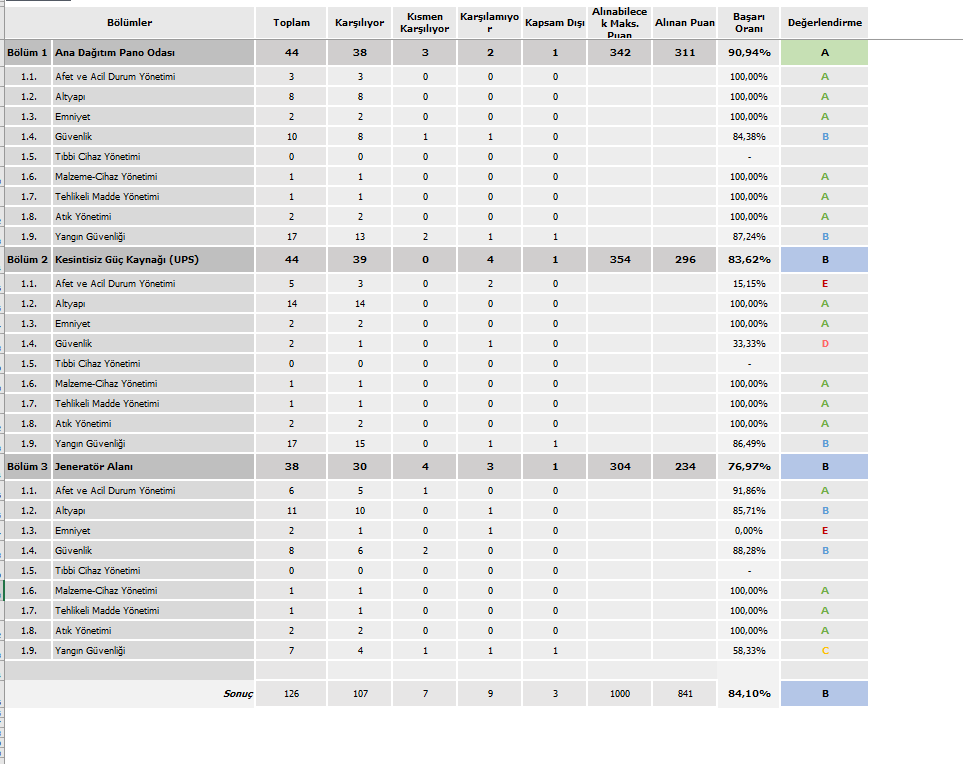 Bölümler Toplam Karşılıyor Kısmen Karşılıyor Karşılamıyor Kapsam Dışı Alınabilecek Maks. Puan Alınan Puan Başarı Oranı Değerlendirme
Bölüm 1 Ana Dağıtım Pano Odası 44 38 3 2 1 342 311 90,94% A
1.1. Afet ve Acil Durum Yönetimi 3 3 0 0 0 100,00% A
1.2. Altyapı 8 8 0 0 0 100,00% A
1.3. Emniyet 2 2 0 0 0 100,00% A
1.4. Güvenlik 10 8 1 1 0 84,38% B
1.5. Tıbbi Cihaz Yönetimi 0 0 0 0 0 -
1.6. Malzeme-Cihaz Yönetimi 1 1 0 0 0 100,00% A
1.7. Tehlikeli Madde Yönetimi 1 1 0 0 0 100,00% A
1.8. Atık Yönetimi 2 2 0 0 0 100,00% A
1.9. Yangın Güvenliği 17 13 2 1 1 87,24% B
Bölüm 2 Kesintisiz Güç Kaynağı (UPS) 44 39 0 4 1 354 296 83,62% B
1.1. Afet ve Acil Durum Yönetimi 5 3 0 2 0 15,15% E
1.2. Altyapı 14 14 0 0 0 100,00% A
1.3. Emniyet 2 2 0 0 0 100,00% A
1.4. Güvenlik 2 1 0 1 0 33,33% D
1.5. Tıbbi Cihaz Yönetimi 0 0 0 0 0 -
1.6. Malzeme-Cihaz Yönetimi 1 1 0 0 0 100,00% A
1.7. Tehlikeli Madde Yönetimi 1 1 0 0 0 100,00% A
1.8. Atık Yönetimi 2 2 0 0 0 100,00% A
1.9. Yangın Güvenliği 17 15 0 1 1 86,49% B
Bölüm 3 Jeneratör Alanı 38 30 4 3 1 304 234 76,97% B
1.1. Afet ve Acil Durum Yönetimi 6 5 1 0 0 91,86% A
1.2. Altyapı 11 10 0 1 0 85,71% B
1.3. Emniyet 2 1 0 1 0 0,00% E
1.4. Güvenlik 8 6 2 0 0 88,28% B
1.5. Tıbbi Cihaz Yönetimi 0 0 0 0 0 -
1.6. Malzeme-Cihaz Yönetimi 1 1 0 0 0 100,00% A
1.7. Tehlikeli Madde Yönetimi 1 1 0 0 0 100,00% A
1.8. Atık Yönetimi 2 2 0 0 0 100,00% A
1.9. Yangın Güvenliği 7 4 1 1 1 58,33% C
Sonuç 126 107 7 9 3 1000 841 84,10% B